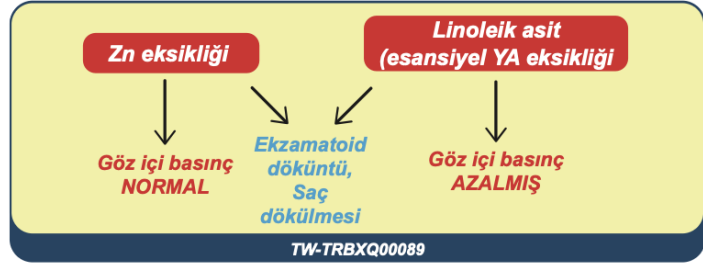 Zn eksikliği
Linoleik asit
(esansiyel YA eksikliği
Göz içi basınç
NORMAL
Ekzamatoid
döküntü,
Saç
dökülmesi
Göz içi basınç
AZALMIŞ
TW-TRBXQ00089